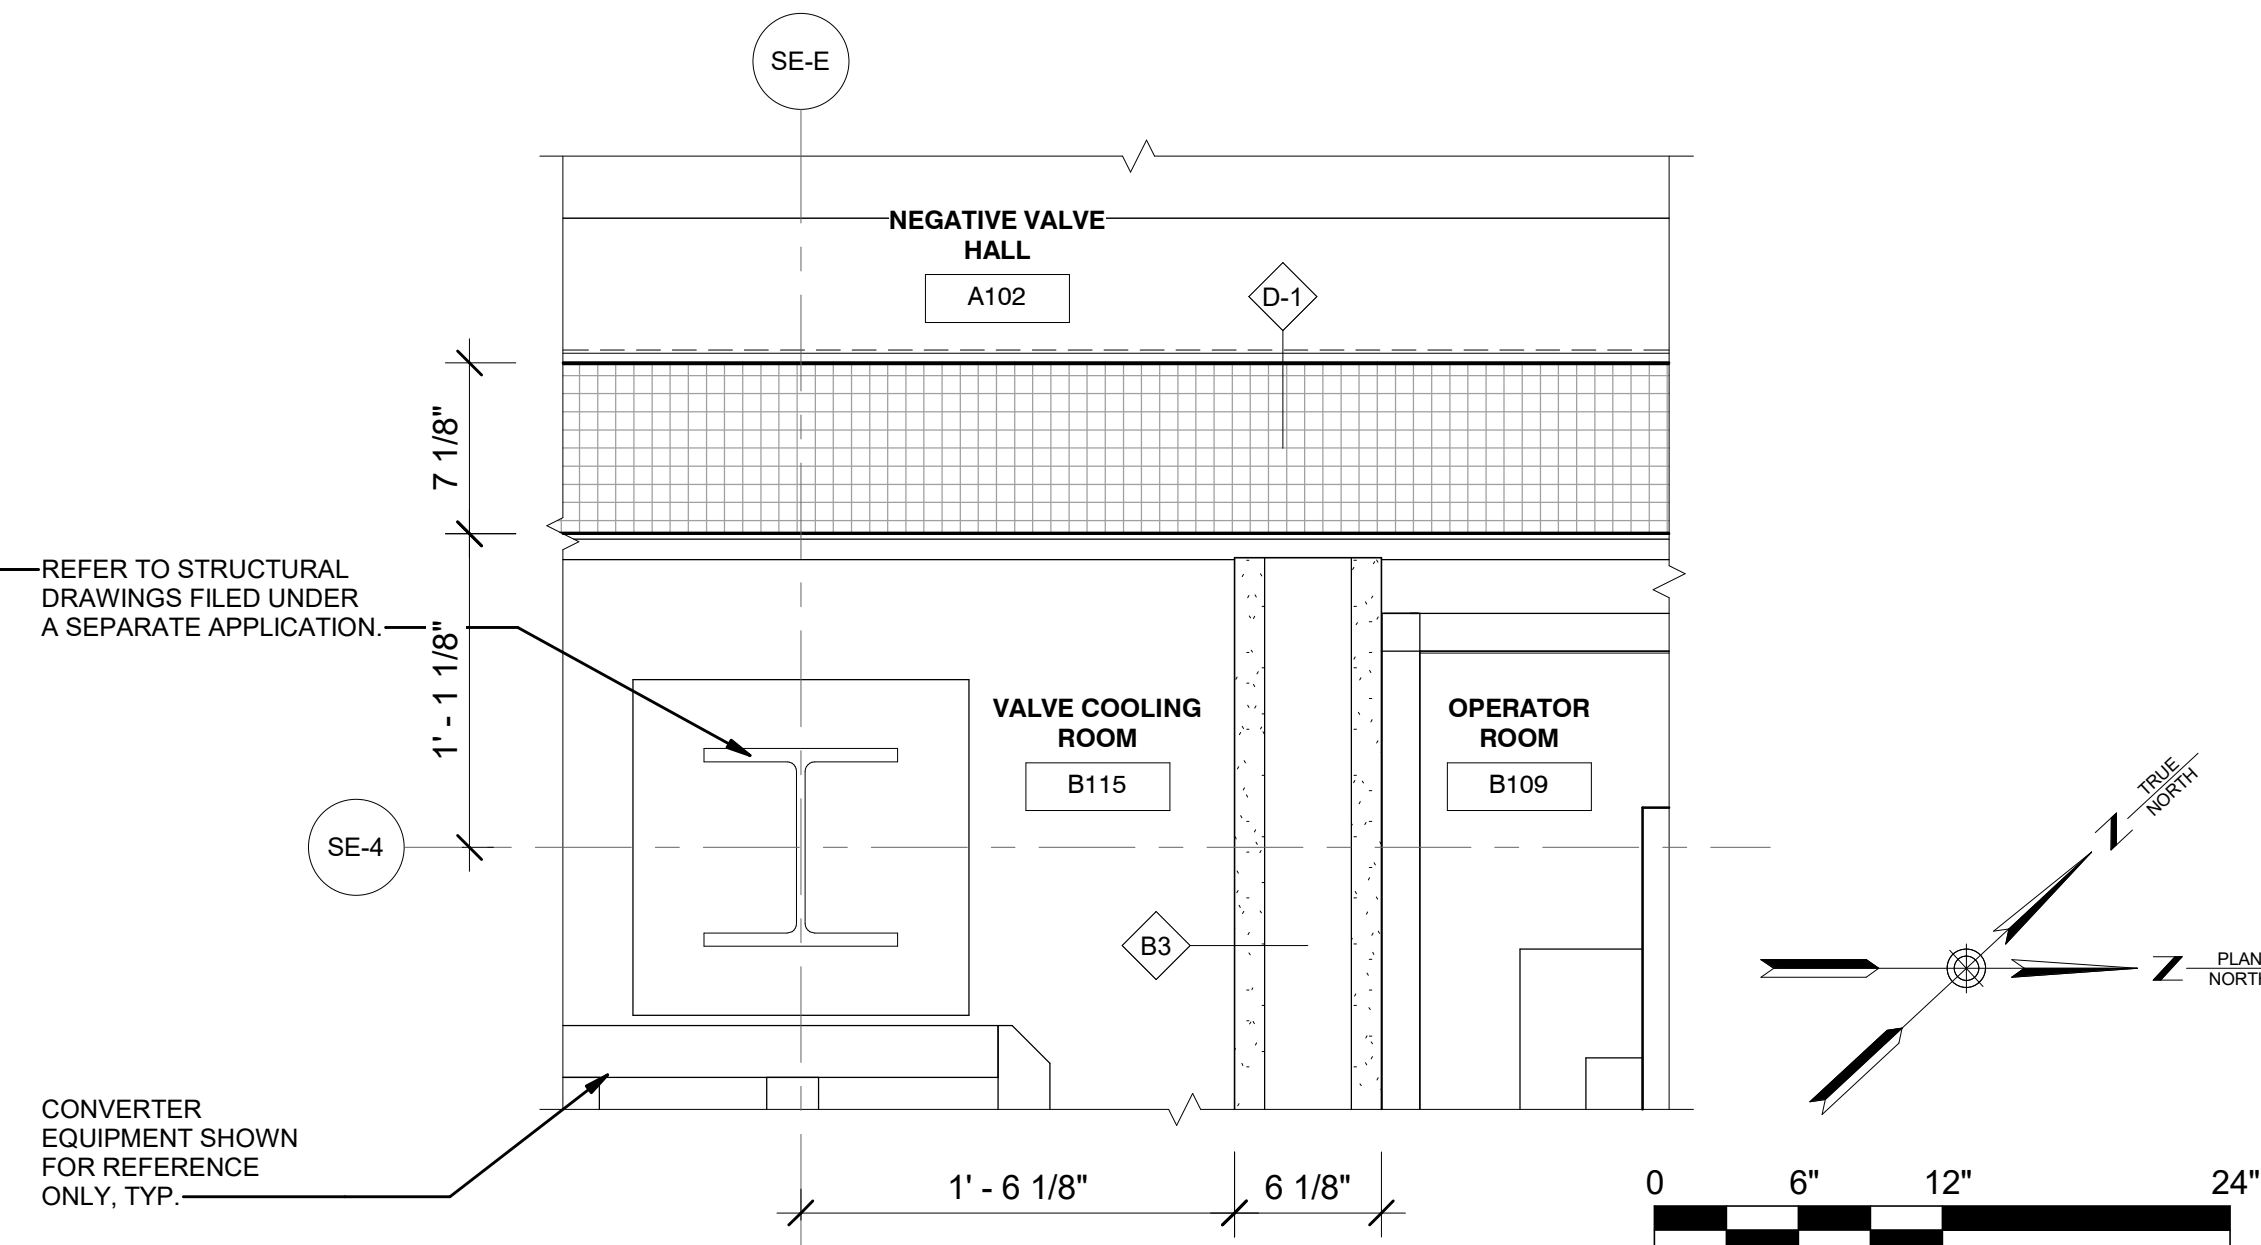 SE-E
NEGATIVE VALVE
HALL
A102
D-1
7 1/8"
REFER TO STRUCTURAL
DRAWINGS FILED UNDER
A SEPARATE APPLICATION.
1' - 1 1/8"
VALVE COOLING
ROOM
B115
OPERATOR
ROOM
B109
SE-4
B3
TRUE
NORTH
N
N
PLAN
NORTH
CONVERTER
EQUIPMENT SHOWN
FOR REFERENCE
ONLY, TYP.
1' - 6 1/8"
6 1/8"
0
6"
12"
24"